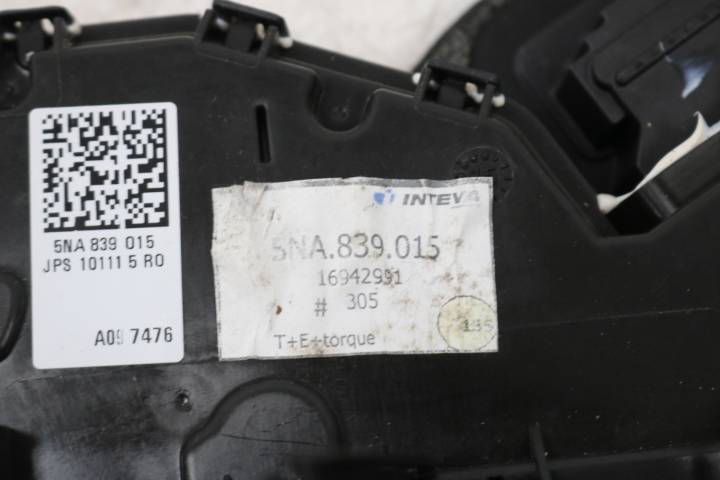 5NA 839 015
JPS 10111 5 R0
A09 7476
INTEVA
5NA.839.015
16942991
# 305
T+E+torque
135